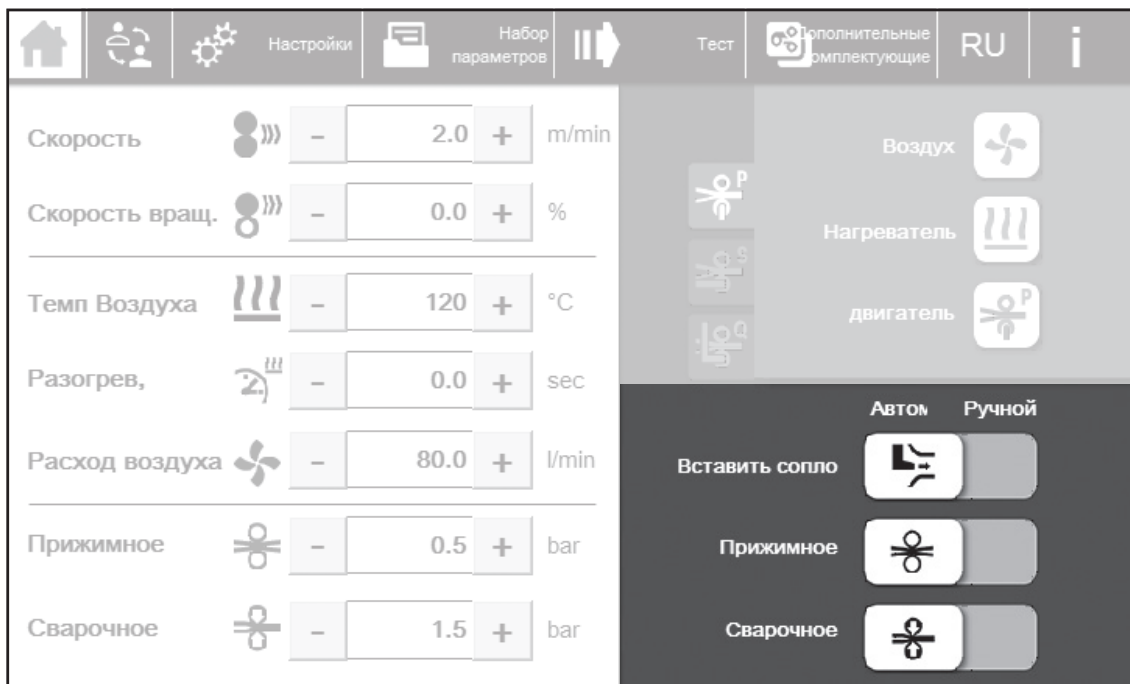 Настройки
Набор
параметров
Тест
Дополнительные
омплектующие
RU
i
Скорость - 2.0 + m/min
Скорость вращ. - 0.0 + %
Темп Воздуха - 120 + °C
Разогрев, 2. - 0.0 + sec
Расход воздуха - 80.0 + l/min
Прижимное - 0.5 + bar
Сварочное - 1.5 + bar
P
S
Q
Воздух
Нагреватель
двигатель P
Автом Ручной
Вставить сопло
Прижимное
Сварочное